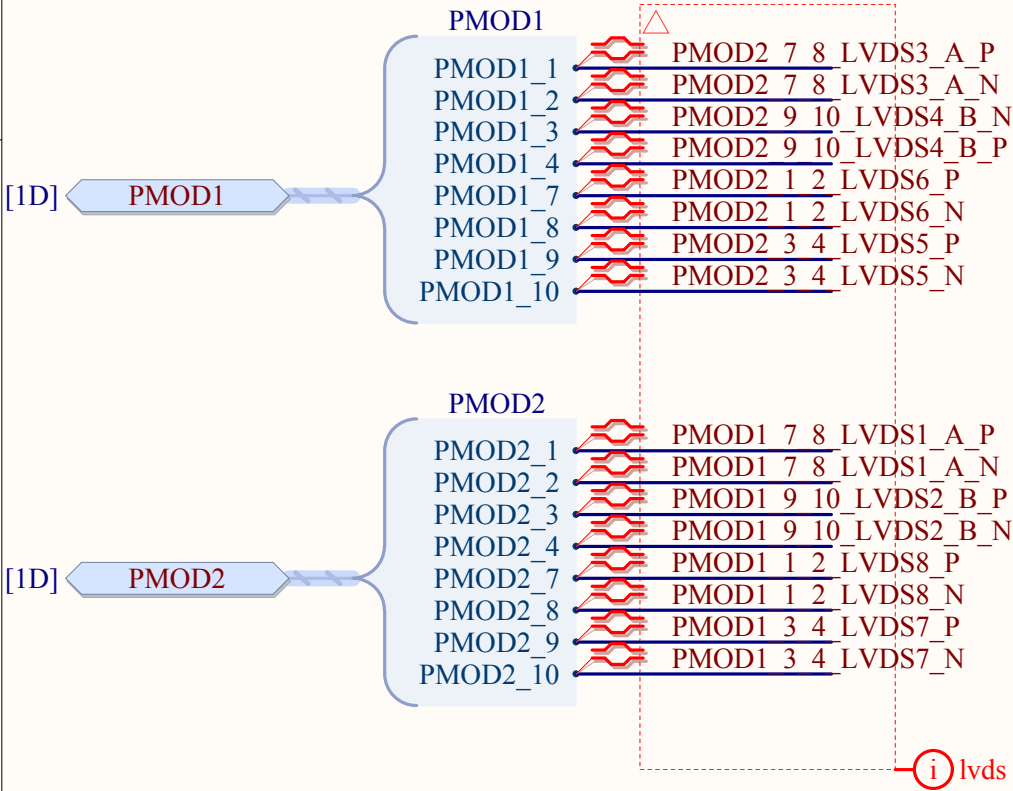 PMOD1
PMOD1_1 PMOD2_7_8_LVDS3_A_P
PMOD1_2 PMOD2_7_8_LVDS3_A_N
PMOD1_3 PMOD2_9_10_LVDS4_B_N
PMOD1_4 PMOD2_9_10_LVDS4_B_P
[1D] PMOD1 PMOD1_7 PMOD2_1_2_LVDS6_P
PMOD1_8 PMOD2_1_2_LVDS6_N
PMOD1_9 PMOD2_3_4_LVDS5_P
PMOD1_10 PMOD2_3_4_LVDS5_N
PMOD2
PMOD2_1 PMOD1_7_8_LVDS1_A_P
PMOD2_2 PMOD1_7_8_LVDS1_A_N
PMOD2_3 PMOD1_9_10_LVDS2_B_P
PMOD2_4 PMOD1_9_10_LVDS2_B_N
[1D] PMOD2 PMOD2_7 PMOD1_1_2_LVDS8_P
PMOD2_8 PMOD1_1_2_LVDS8_N
PMOD2_9 PMOD1_3_4_LVDS7_P
PMOD2_10 PMOD1_3_4_LVDS7_N
i lvds